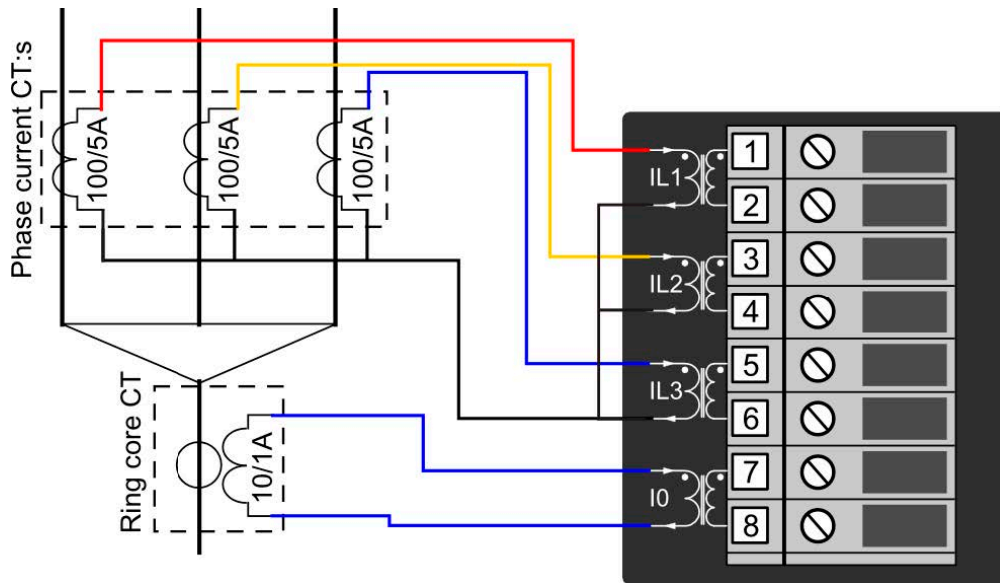 Phase current CT:s
100/5A
100/5A
100/5A
IL1
1
2
IL2
3
4
IL3
5
6
Ring core CT
10/1A
I0
7
8